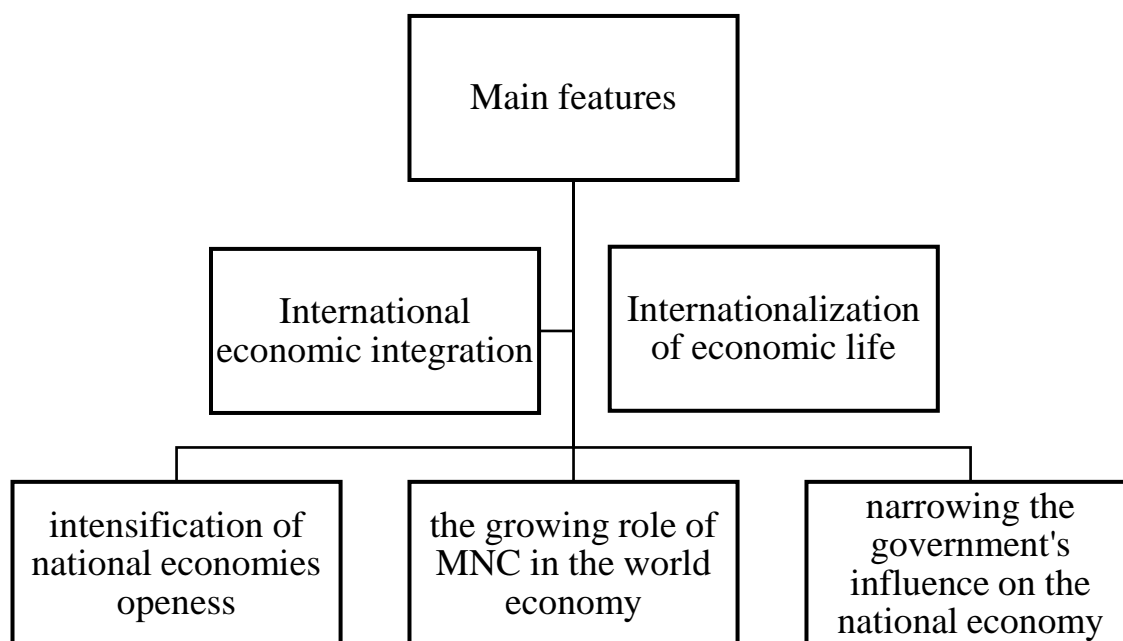 Main features
International
economic integration
Internationalization
of economic life
intensification of
national economies
openess
the growing role of
MNC in the world
economy
narrowing the
government's
influence on the
national economy